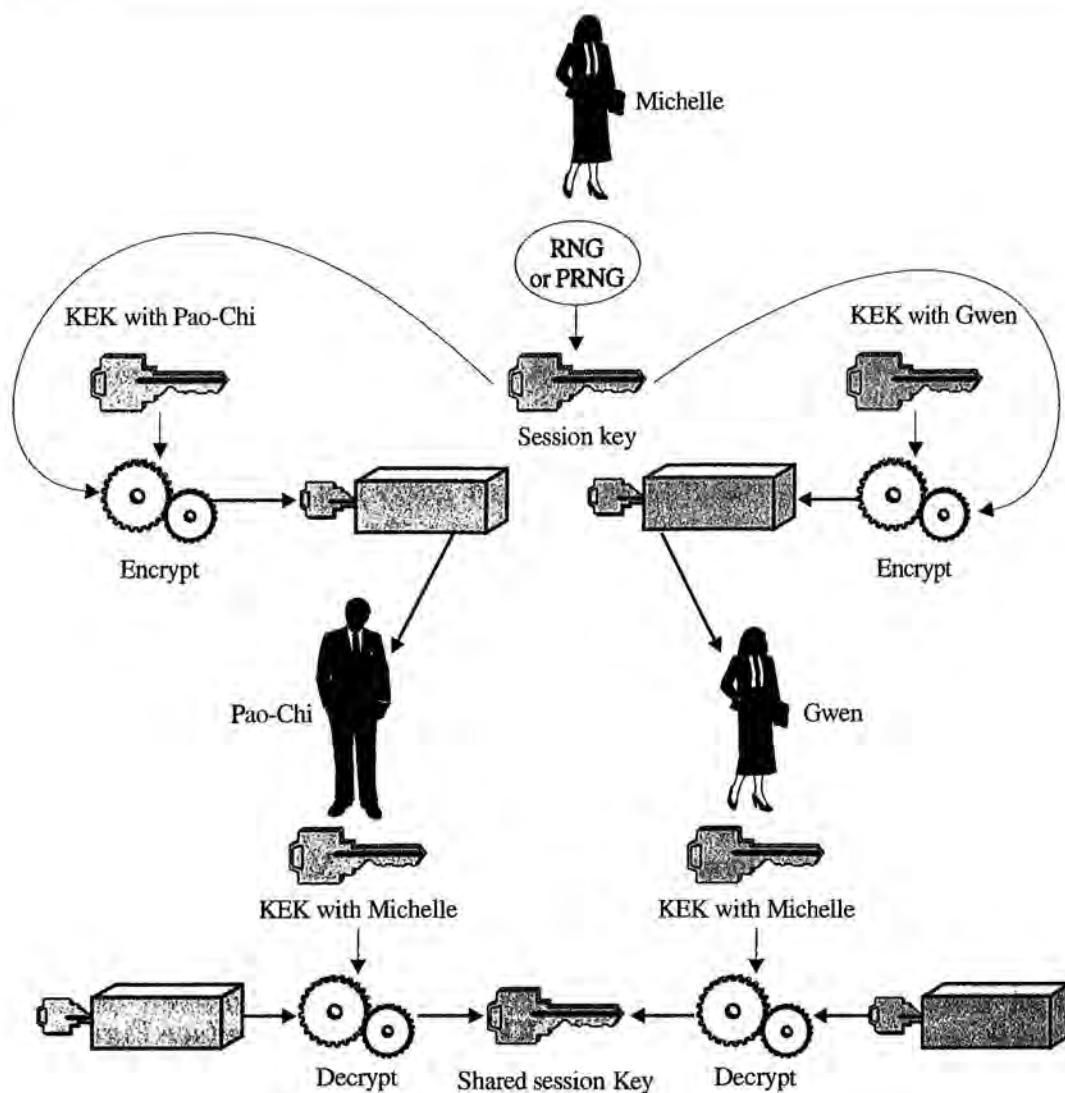 Michelle
RNG
or PRNG
KEK with Pao-Chi
KEK with Gwen
Session key
Encrypt
Encrypt
Pao-Chi
Gwen
KEK with Michelle
KEK with Michelle
Decrypt
Shared session Key
Decrypt